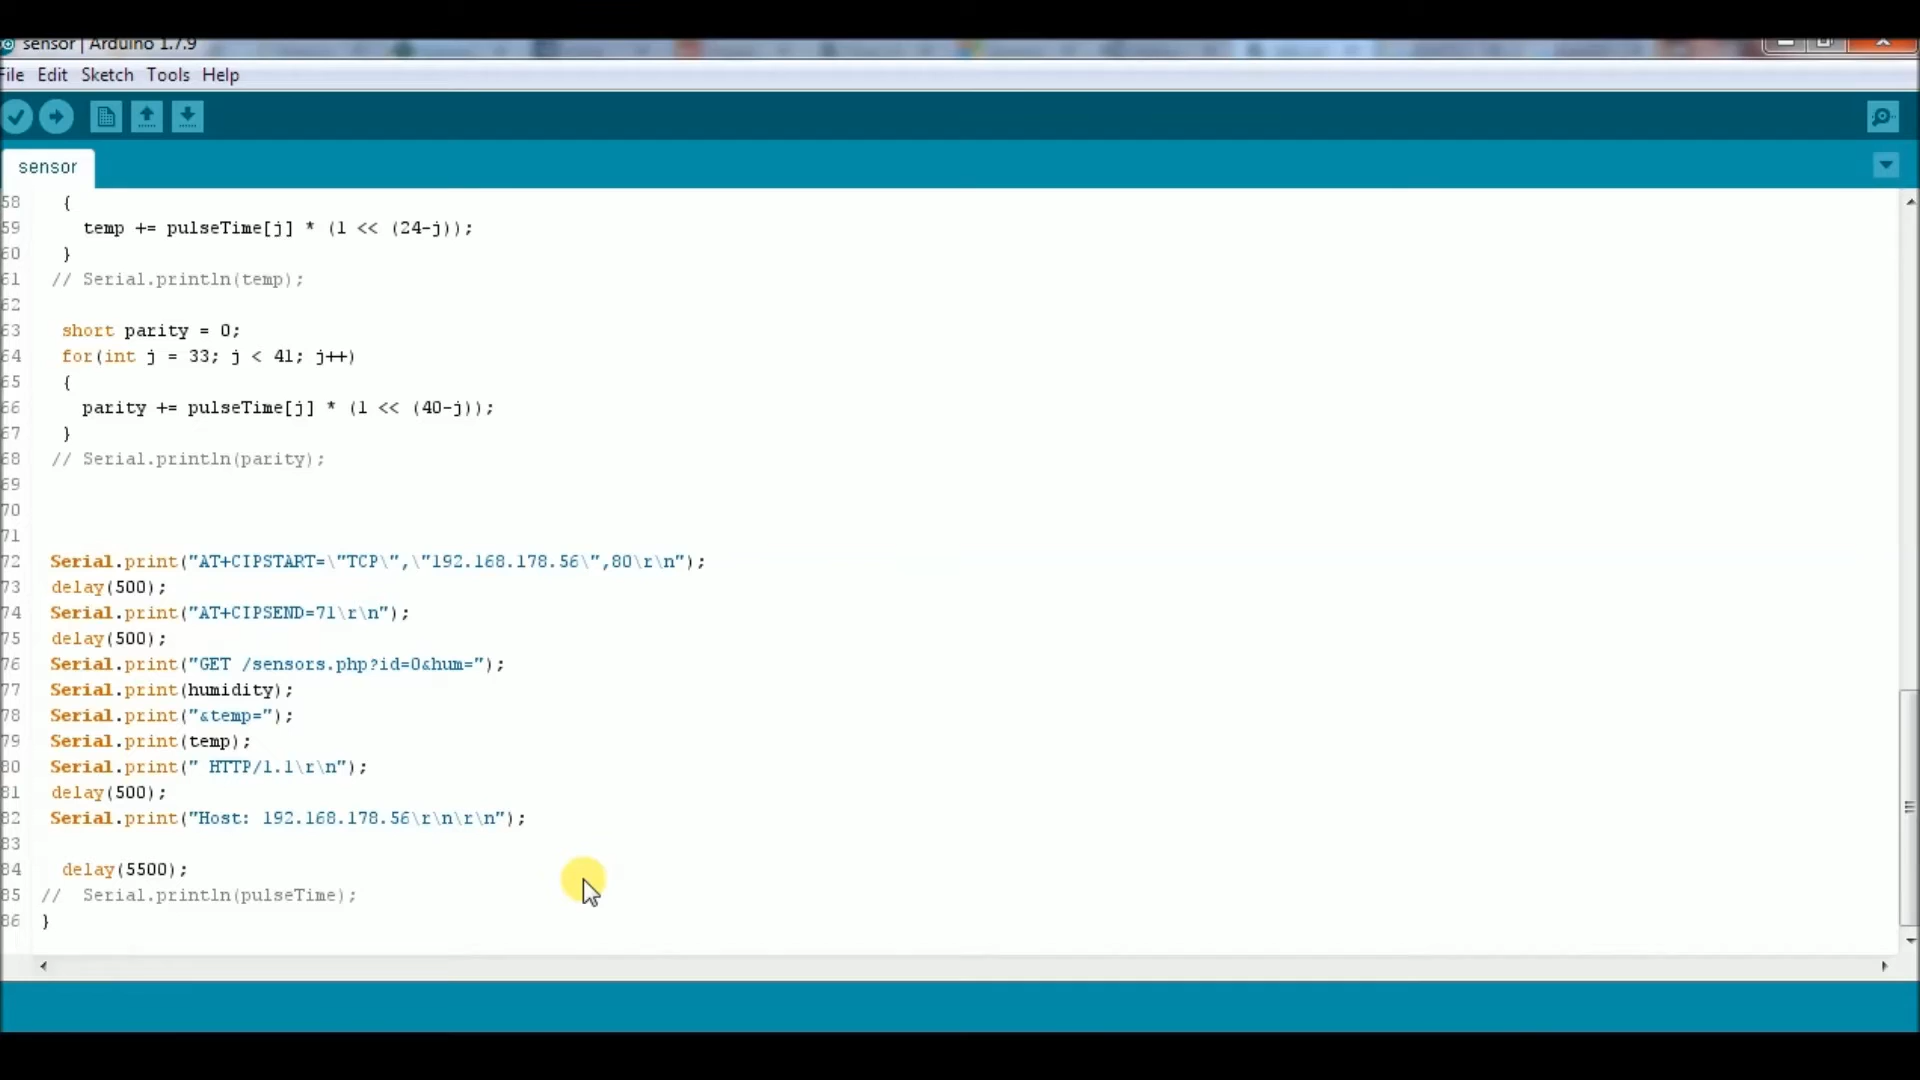 sensor | Arduino 1.7.9
File Edit Sketch Tools Help
sensor
58 {
59 temp += pulseTime[j] * (1 << (24-j));
60 }
61 // Serial.println(temp);
62
63 short parity = 0;
64 for(int j = 33; j < 41; j++)
65 {
66 parity += pulseTime[j] * (1 << (40-j));
67 }
68 // Serial.println(parity);
69
70
71
72 Serial.print("AT+CIPSTART=\"TCP\",\"192.168.178.56\",80\r\n");
73 delay(500);
74 Serial.print("AT+CIPSEND=71\r\n");
75 delay(500);
76 Serial.print("GET /sensors.php?id=0&hum=");
77 Serial.print(humidity);
78 Serial.print("&temp=");
79 Serial.print(temp);
80 Serial.print(" HTTP/1.1\r\n");
81 delay(500);
82 Serial.print("Host: 192.168.178.56\r\n\r\n");
83
84 delay(5500);
85 // Serial.println(pulseTime);
86 }